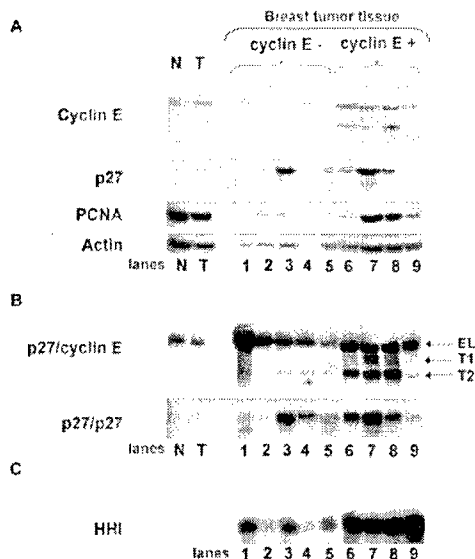 Breast tumor tissue
A
cyclin E - cyclin E +
N T
Cyclin E
p27
PCNA
Actin
lanes N T 1 2 3 4 5 6 7 8 9
B
p27/cyclin E
EL
T1
T2
p27/p27
lanes N T 1 2 3 4 5 6 7 8 9
C
HHI
lanes 1 2 3 4 5 6 7 8 9